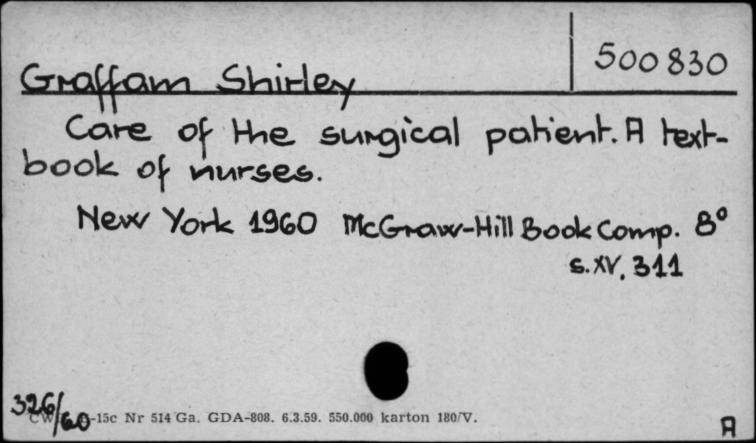 500830
Graffam Shirley
Care of the surgical patient. A text-
book of nurses.
New York 1960 McGraw-Hill Book Comp. 8°
s. XV, 311
326/60
-15c Nr 514 Ga. GDA-808. 6.3.59. 550.000 karton 180/V.
A